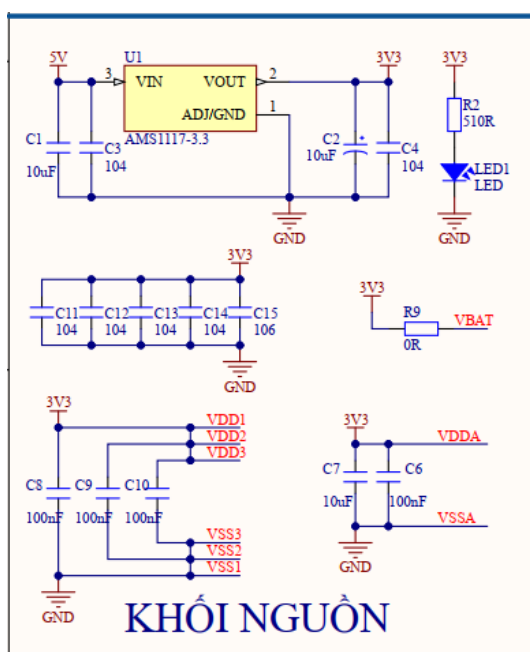 5V
U1
3V3
3V3
3
VIN
VOUT
2
ADJ/GND
1
R2
510R
C1
10uF
C3
104
AMS1117-3.3
C2
10uF
+
C4
104
LED1
LED
GND
GND
3V3
C11
104
C12
104
C13
104
C14
104
C15
106
GND
3V3
R9
0R
VBAT
3V3
VDD1
VDD2
VDD3
C8
100nF
C9
100nF
C10
100nF
VSS3
VSS2
VSS1
GND
3V3
VDDA
C7
10uF
C6
100nF
VSSA
GND
KHỐI NGUỒN